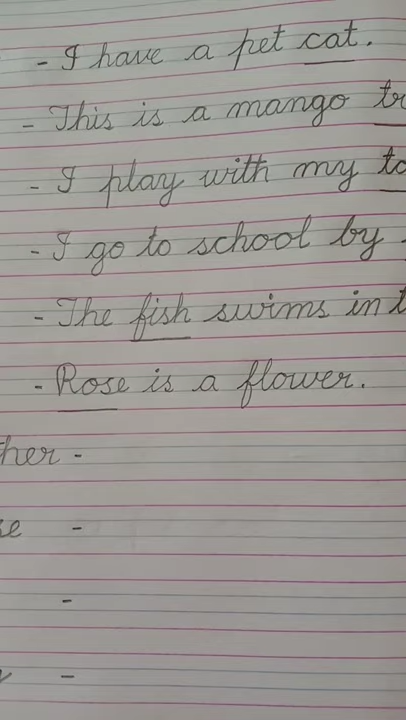 - I have a pet cat.
- This is a mango
- I play with my
- I go to school by
- The fish swims in
- Rose is a flower.
-
-
-
-